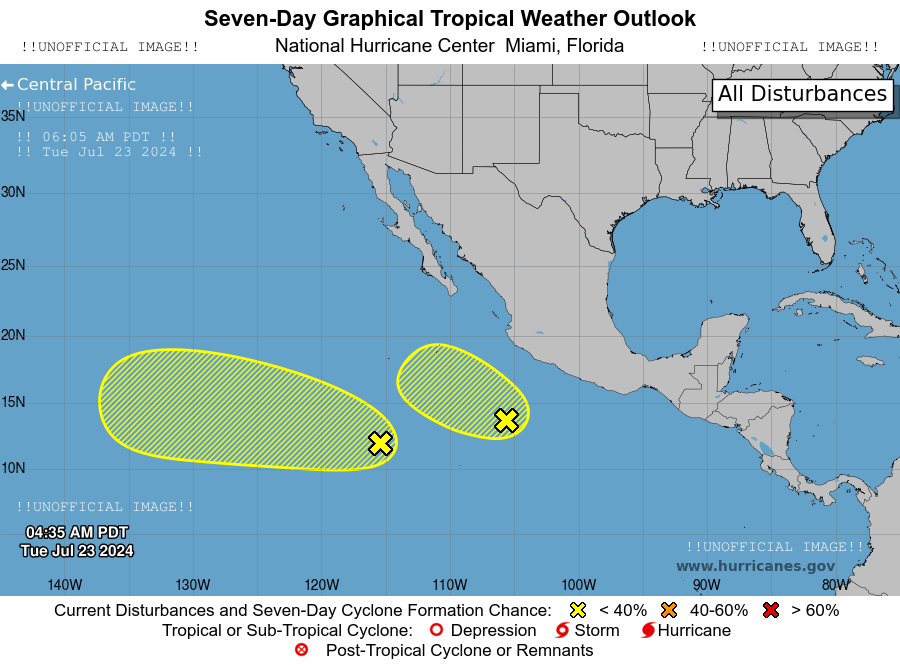 Seven-Day Graphical Tropical Weather Outlook
!!UNOFFICIAL IMAGE!! National Hurricane Center Miami, Florida !!UNOFFICIAL IMAGE!!
Central Pacific
All Disturbances
!!UNOFFICIAL IMAGE!!
35N
!! 06:05 AM PDT !!
!! Tue Jul 23 2024 !!
30N
25N
20N
15N
10N
!!UNOFFICIAL IMAGE!!
04:35 AM PDT
Tue Jul 23 2024
!!UNOFFICIAL IMAGE!!
www.hurricanes.gov
140W 130W 120W 110W 100W 90W 80W
Current Disturbances and Seven-Day Cyclone Formation Chance: < 40% 40-60% > 60%
Tropical or Sub-Tropical Cyclone: Depression Storm Hurricane
Post-Tropical Cyclone or Remnants